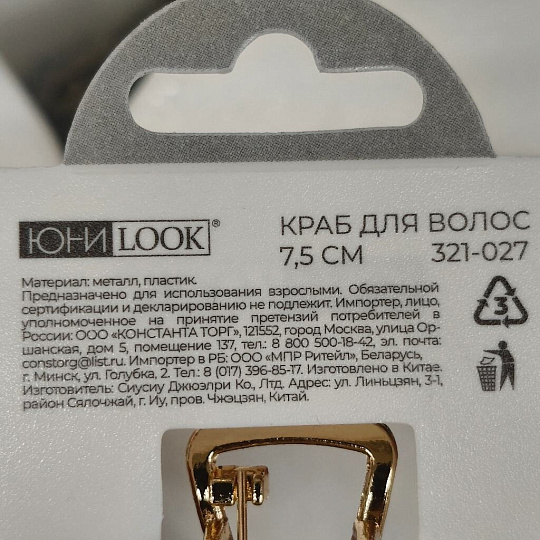 ЮНИLOOK®
КРАБ ДЛЯ ВОЛОС
7,5 СМ 321-027
Материал: металл, пластик.
Предназначено для использования взрослыми. Обязательной
сертификации и декларированию не подлежит. Импортер, лицо,
уполномоченное на принятие претензий потребителей в
России: ООО «КОНСТАНТА ТОРГ», 121552, город Москва, улица Ор-
шанская, дом 5, помещение 137, тел.: 8 800 500-18-42, эл. почта:
constorg@list.ru. Импортер в РБ: ООО «МПР Ритейл», Беларусь,
г. Минск, ул. Голубка, 2. Тел.: 8 (017) 396-85-17. Изготовлено в Китае.
Изготовитель: Сиусиу Джюэлри Ко., Лтд. Адрес: ул. Линьцзян, 3-1,
район Сялочжай, г. Иу, пров. Чжэцзян, Китай.
3